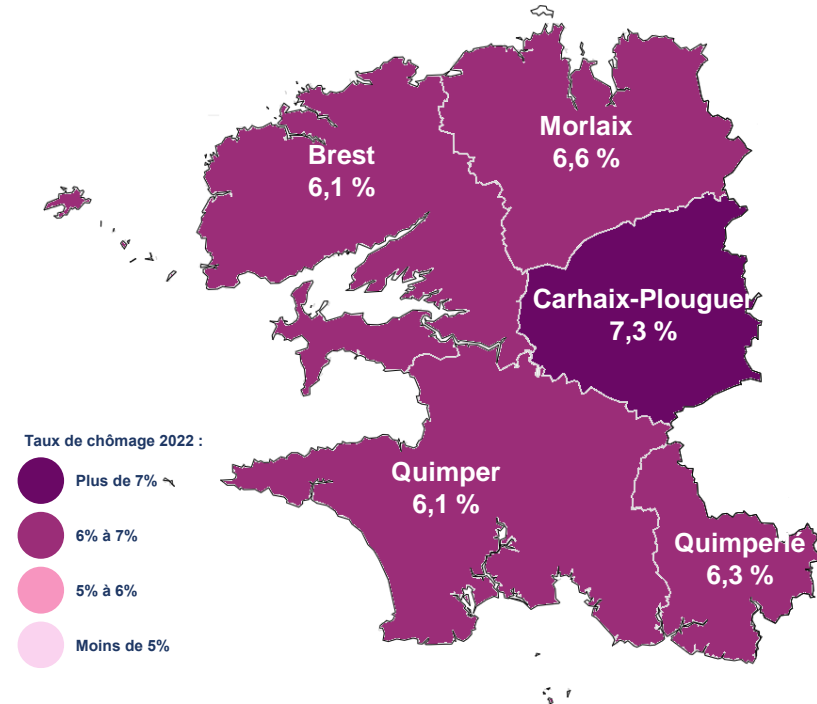 Morlaix
6,6 %
Brest
6,1 %
Carhaix-Plouguer
7,3 %
Taux de chômage 2022 :
Plus de 7%
6% à 7%
5% à 6%
Moins de 5%
Quimper
6,1 %
Quimperlé
6,3 %